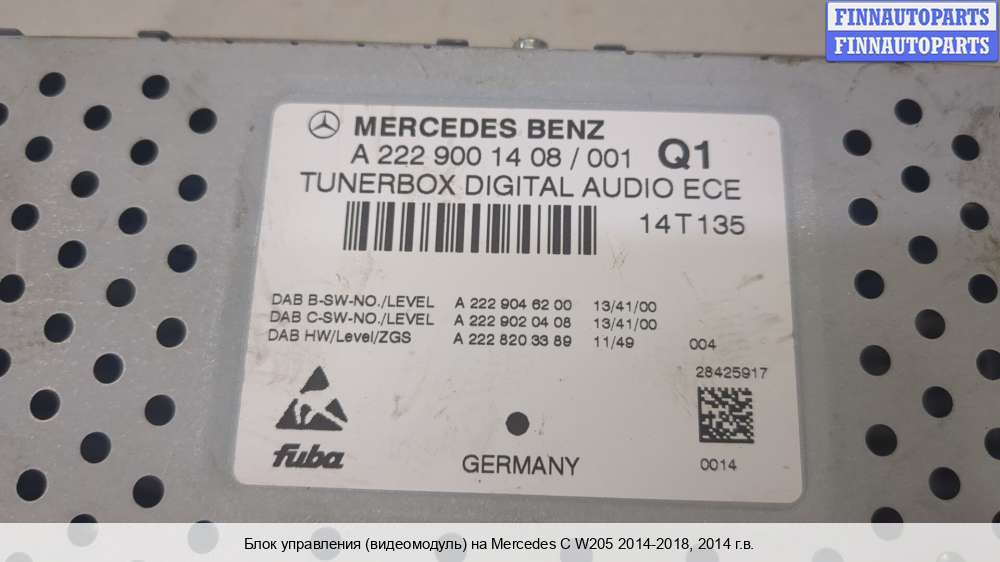 FINNAUTOPARTS
FINNAUTOPARTS
MERCEDES BENZ
A 222 900 14 08 / 001 Q1
TUNERBOX DIGITAL AUDIO ECE
14T135
DAB B-SW-NO./LEVEL A 222 904 62 00 13/41/00
DAB C-SW-NO./LEVEL A 222 902 04 08 13/41/00
DAB HW/Level/ZGS A 222 820 33 89 11/49 004
28425917
fuba
GERMANY
0014
Блок управления (видеомодуль) на Mercedes C W205 2014-2018, 2014 г.в.